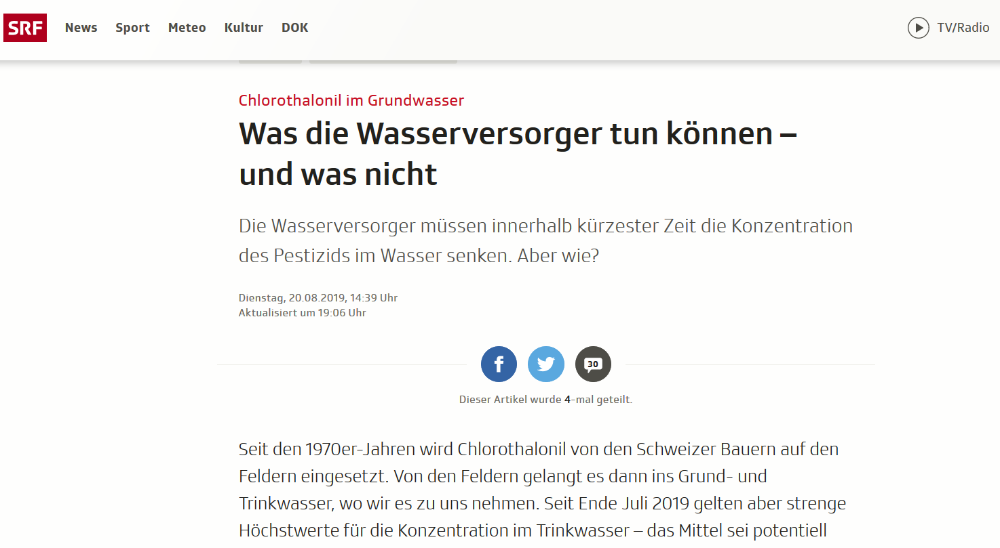 SRF News Sport Meteo Kultur DOK TV/Radio
Chlorothalonil im Grundwasser
Was die Wasserversorger tun können –
und was nicht
Die Wasserversorger müssen innerhalb kürzester Zeit die Konzentration
des Pestizids im Wasser senken. Aber wie?
Dienstag, 20.08.2019, 14:39 Uhr
Aktualisiert um 19:06 Uhr
30
Dieser Artikel wurde 4-mal geteilt.
Seit den 1970er-Jahren wird Chlorothalonil von den Schweizer Bauern auf den
Feldern eingesetzt. Von den Feldern gelangt es dann ins Grund- und
Trinkwasser, wo wir es zu uns nehmen. Seit Ende Juli 2019 gelten aber strenge
Höchstwerte für die Konzentration im Trinkwasser – das Mittel sei potentiell